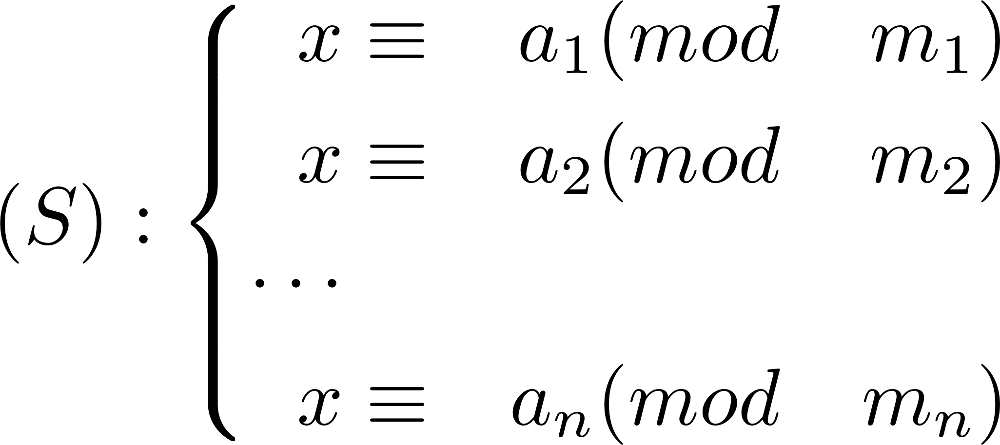 x ≡ a₁(mod m₁)
x ≡ a₂(mod m₂)
(S) :
...
x ≡ aₙ(mod mₙ)